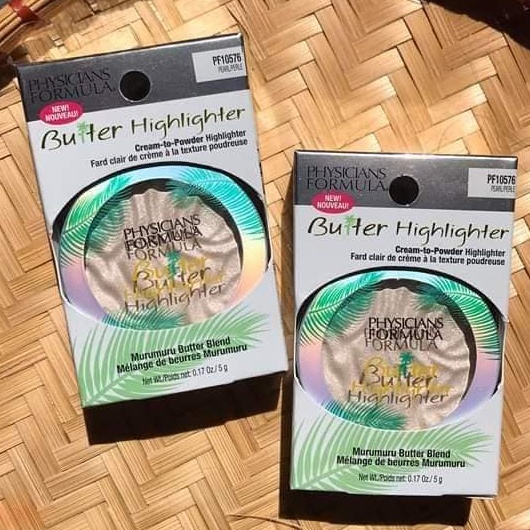 PHYSICIANS
FORMULA®
PF10576
PEARL/PERLE
NEW!
NOUVEAU!
Butter Highlighter
Cream-to-Powder Highlighter
Fard clair de crème à la texture poudreuse
PHYSICIANS
FORMULA
Butter
Highlighter
Murumuru Butter Blend
Mélange de beurres Murumuru
Net Wt./Poids net: 0.17 Oz / 5 g
PHYSICIANS
FORMULA®
PF10576
PEARL/PERLE
NEW!
NOUVEAU!
Butter Highlighter
Cream-to-Powder Highlighter
Fard clair de crème à la texture poudreuse
PHYSICIANS
FORMULA
Butter
Highlighter
Murumuru Butter Blend
Mélange de beurres Murumuru
Net Wt./Poids net: 0.17 Oz / 5 g